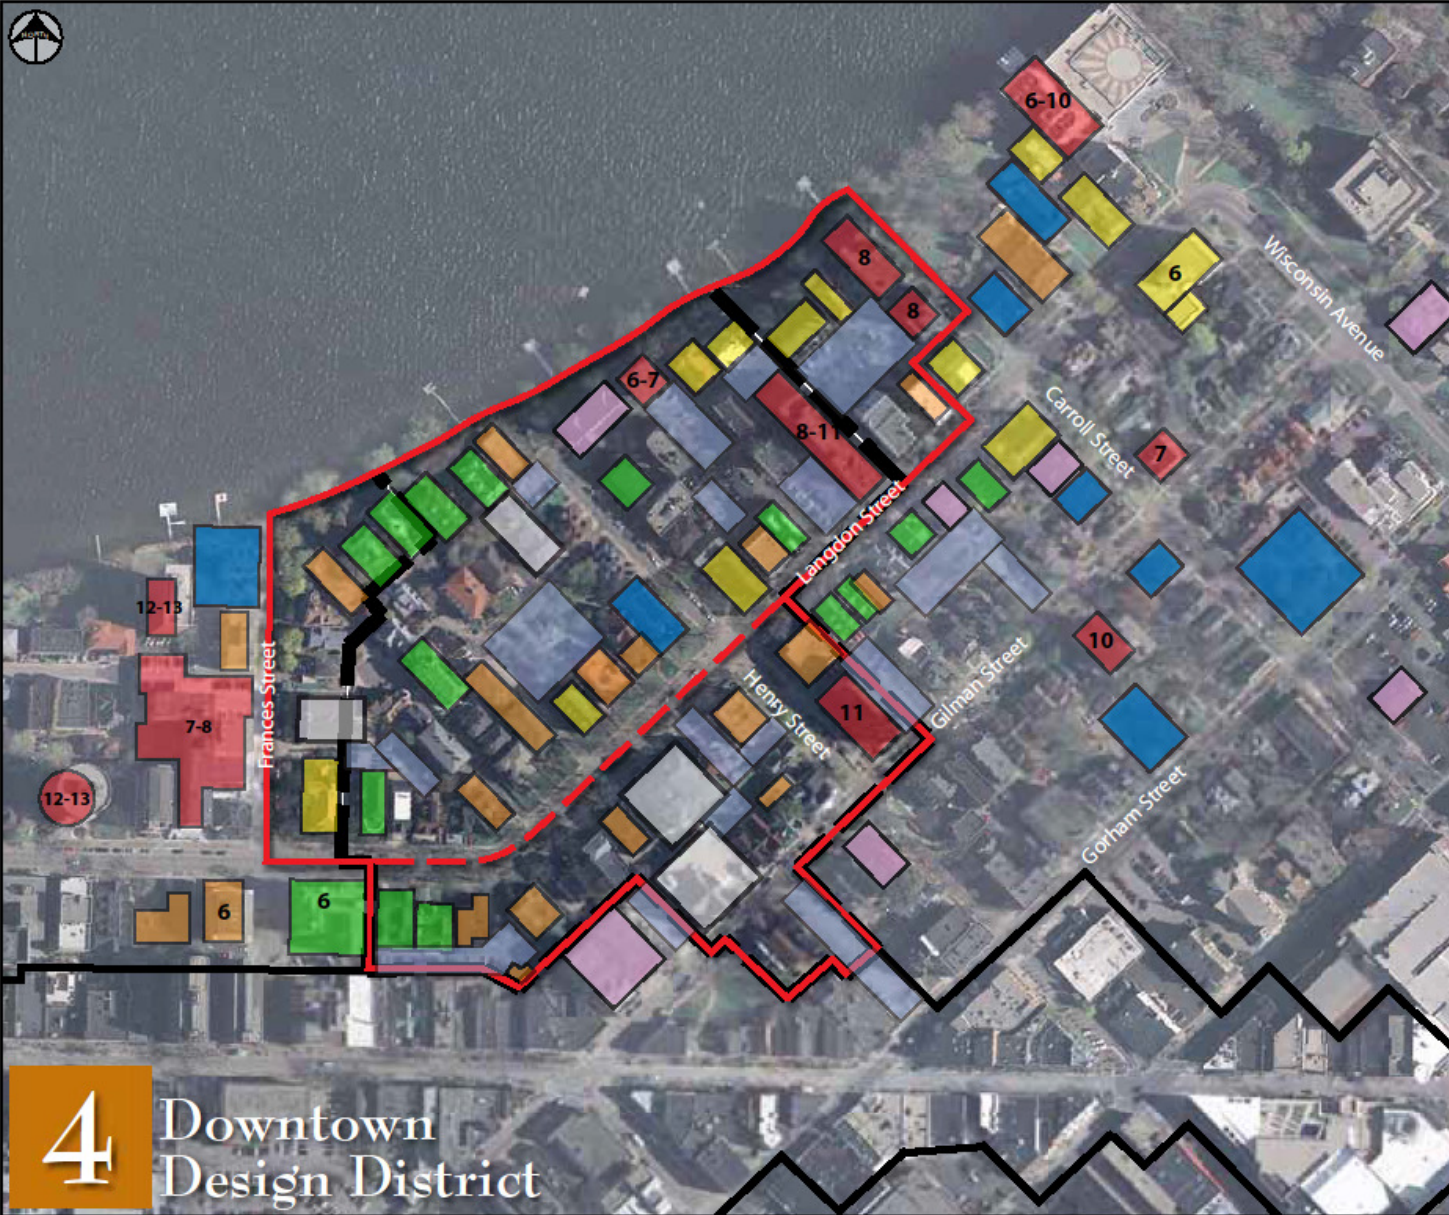 NORTH
6-10
8
6
8
Wisconsin Avenue
6-7
8-11
Carroll Street
7
Langdon Street
12-13
10
Frances Street
7-8
Henry Street
11
Gilman Street
12-13
Gorham Street
6
6
4
Downtown
Design District